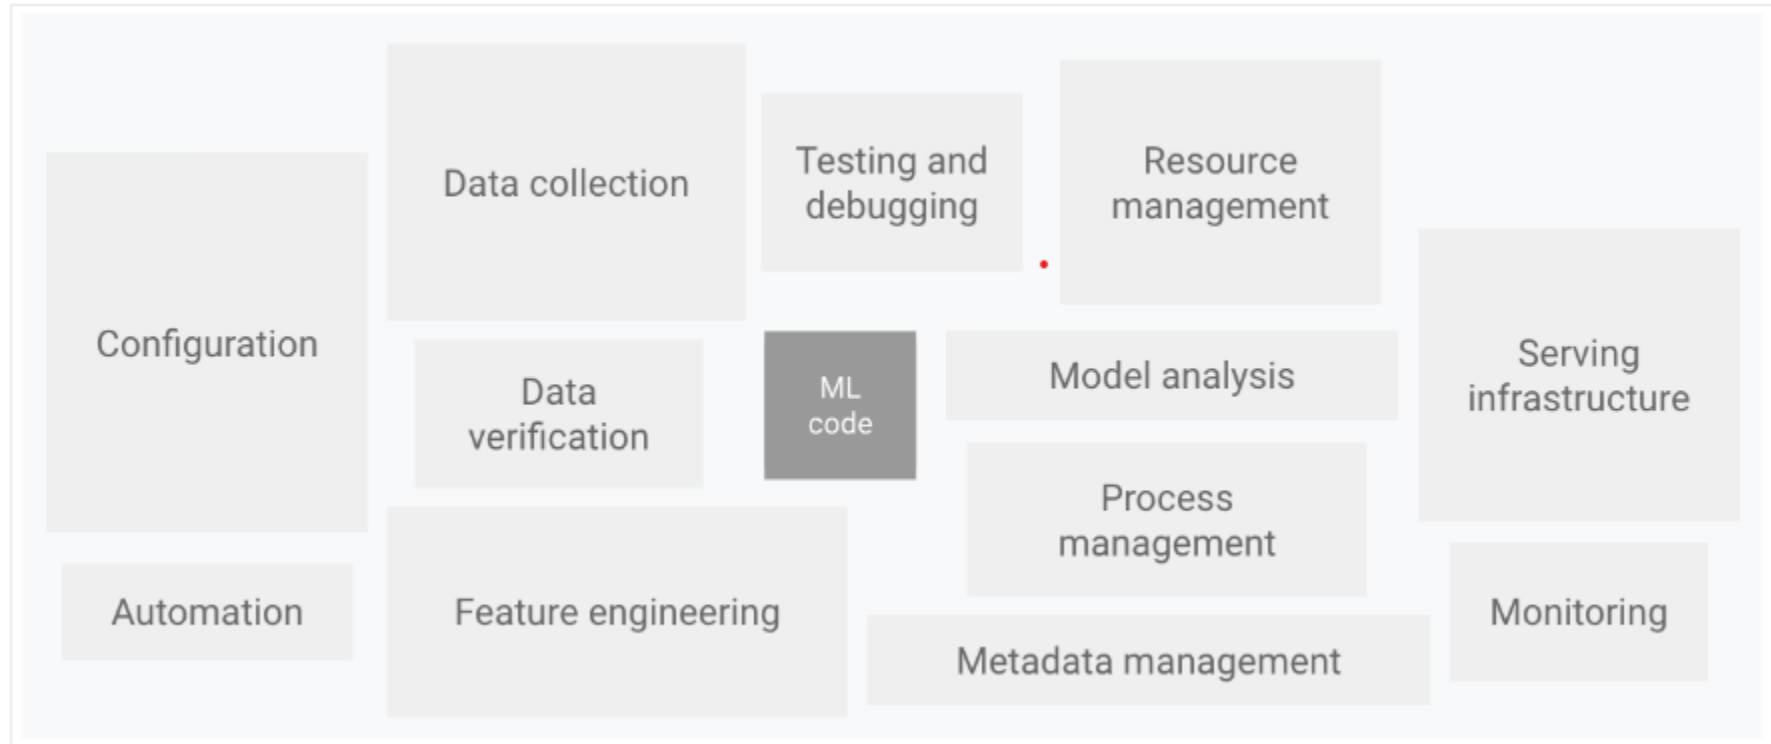 Configuration
Automation
Data collection
Data
verification
Feature engineering
Testing and
debugging
ML
code
Resource
management
Model analysis
Process
management
Metadata management
Serving
infrastructure
Monitoring